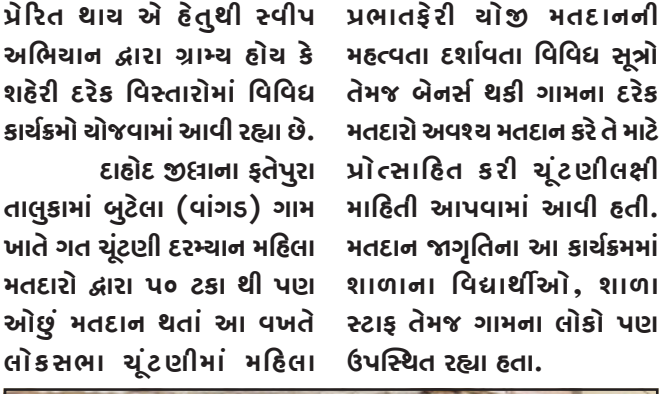 પ્રેરિત થાય એ હેતુથી સ્વીપ
અભિયાન દ્વારા ગ્રામ્ય હોય કે
શહેરી દરેક વિસ્તારોમાં વિવિધ
કાર્યક્રમો યોજવામાં આવી રહ્યા છે.
દાહોદ જીલ્લાના ફતેપુરા
તાલુકામાં બુટેલા (વાંગડ) ગામ
ખાતે ગત ચૂંટણી દરમ્યાન મહિલા
મતદારો દ્વારા ૫૦ ટકા થી પણ
ઓછું મતદાન થતાં આ વખતે
લોકસભા ચૂંટણીમાં મહિલા
પ્રભાતફેરી યોજી મતદાનની
મહત્વતા દર્શાવતા વિવિધ સૂત્રો
તેમજ બેનર્સ થકી ગામના દરેક
મતદારો અવશ્ય મતદાન કરે તે માટે
પ્રોત્સાહિત કરી ચૂંટણીલક્ષી
માહિતી આપવામાં આવી હતી.
મતદાન જાગૃતિના આ કાર્યક્રમમાં
શાળાના વિદ્યાર્થીઓ, શાળા
સ્ટાફ તેમજ ગામના લોકો પણ
ઉપસ્થિત રહ્યા હતા.